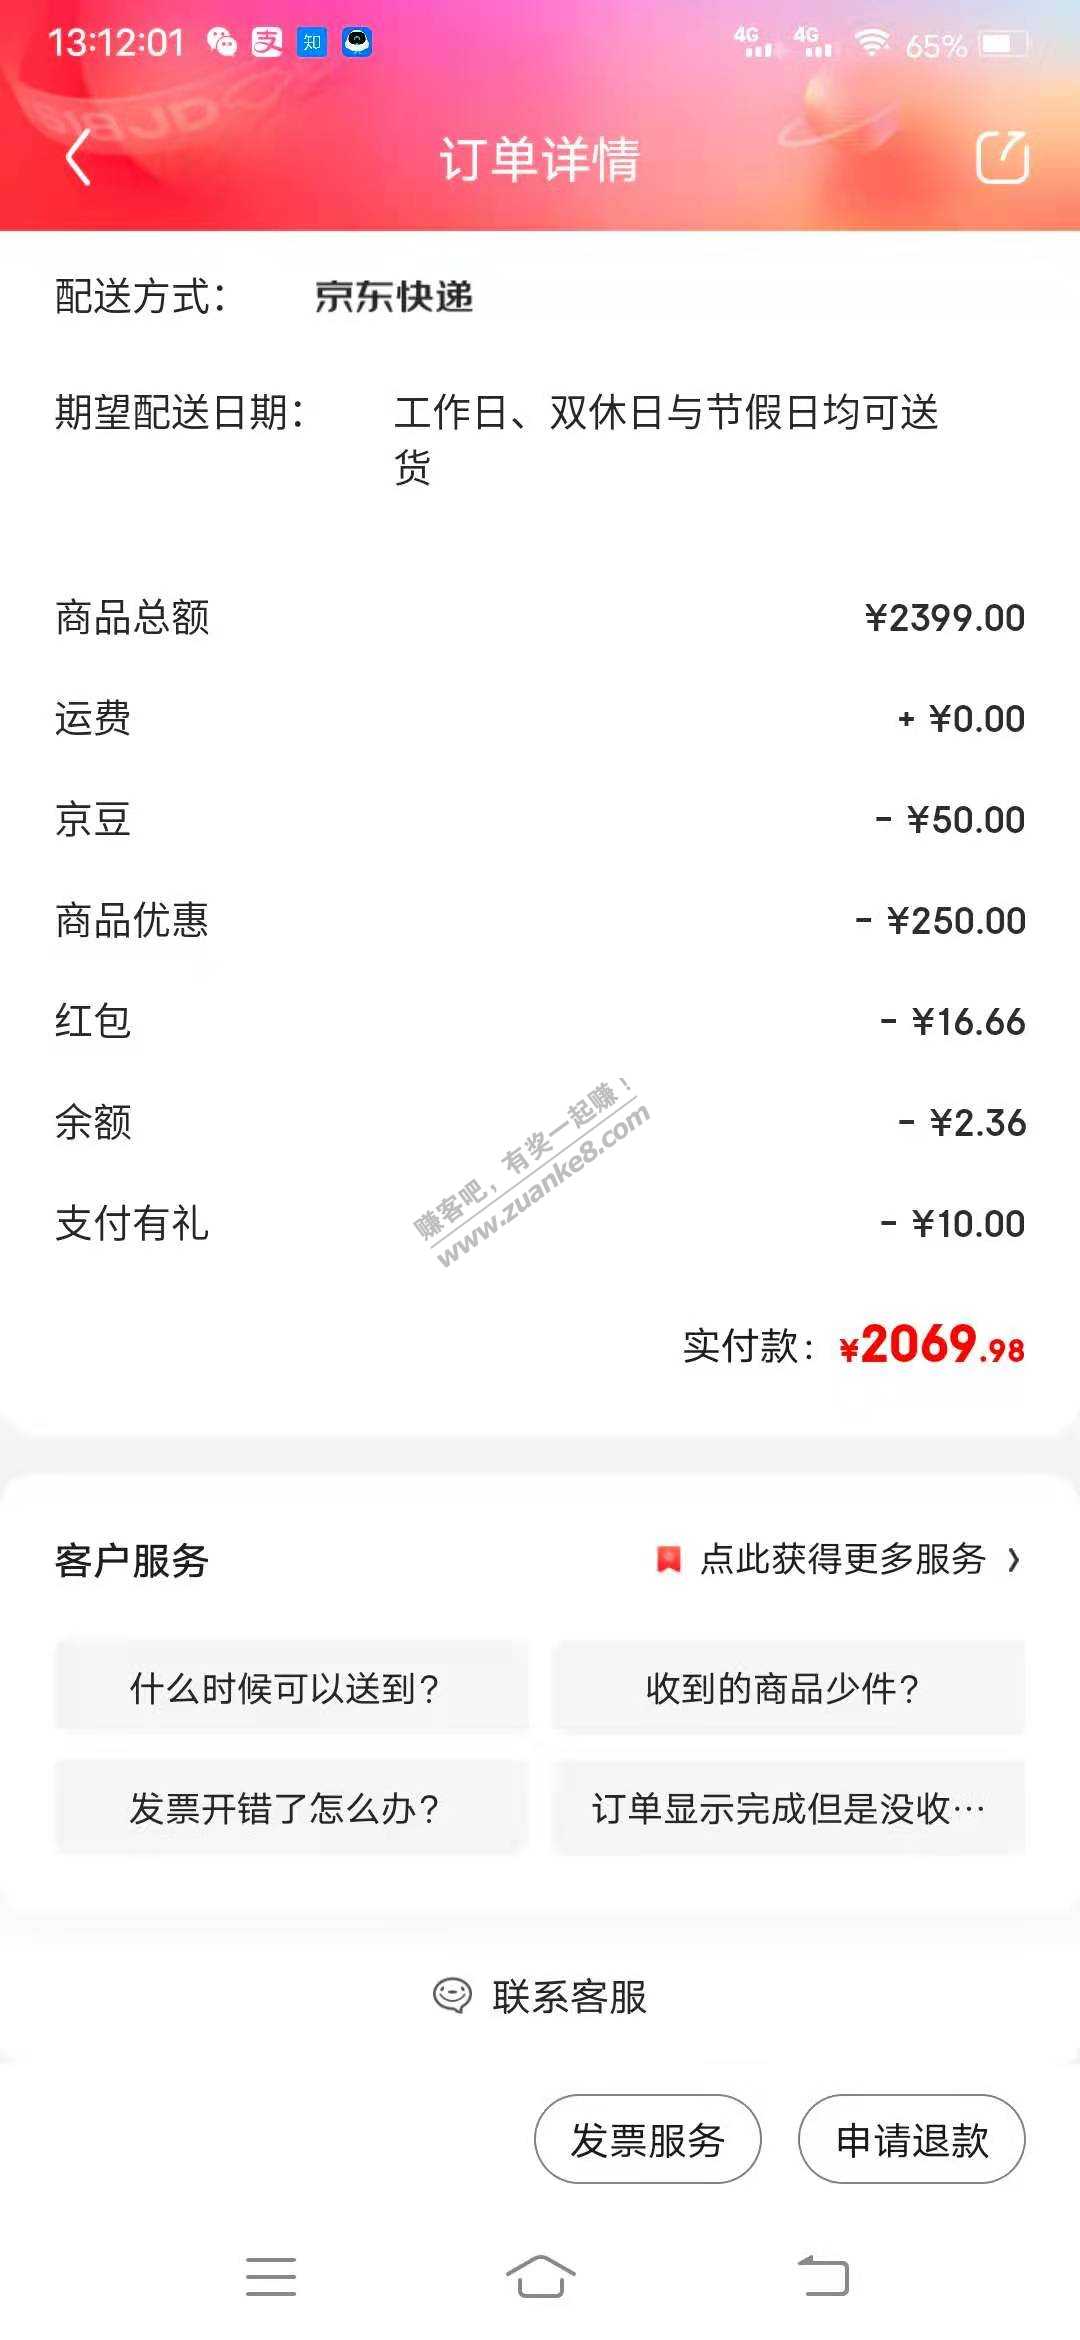 13:12:01 支 知 4G 4G 65%
订单详情
配送方式： 京东快递
期望配送日期： 工作日、双休日与节假日均可送
货
商品总额 ¥2399.00
运费 + ¥0.00
京豆 - ¥50.00
商品优惠 - ¥250.00
红包 - ¥16.66
余额 - ¥2.36
支付有礼 - ¥10.00
赚客吧，有奖一起赚！
www.zuanke8.com
实付款： ¥2069.98
客户服务 点此获得更多服务 ›
什么时候可以送到? 收到的商品少件?
发票开错了怎么办? 订单显示完成但是没收…
联系客服
发票服务 申请退款